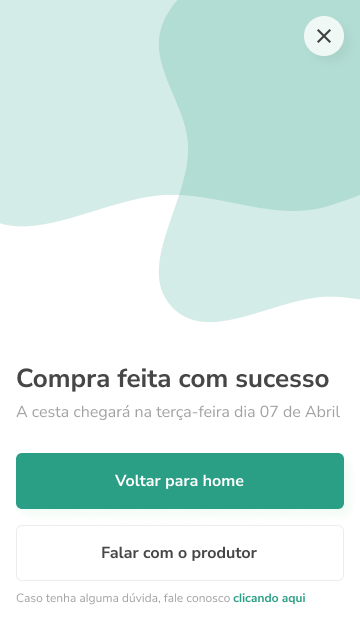 Compra feita com sucesso
A cesta chegará na terça-feira dia 07 de Abril
Voltar para home
Falar com o produtor
Caso tenha alguma dúvida, fale conosco clicando aqui